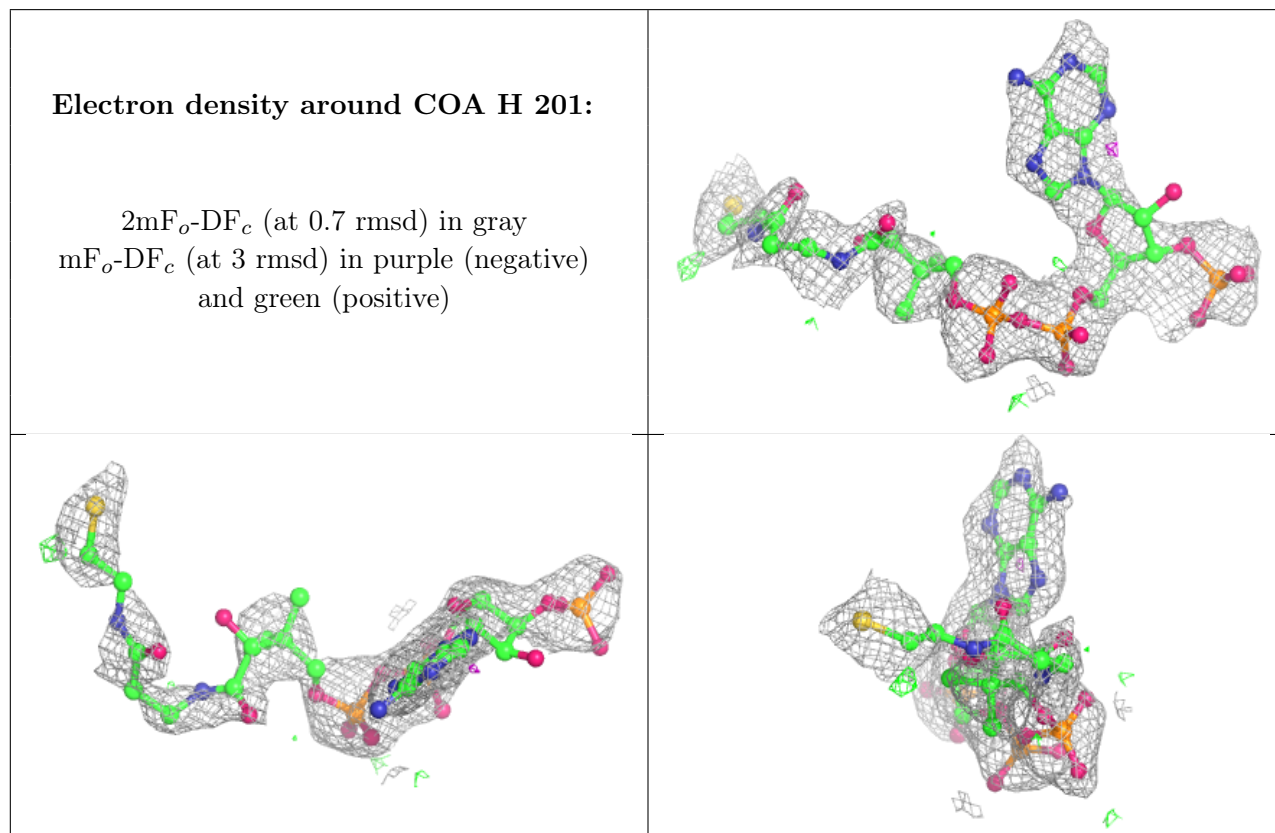 Electron density around COA H 201:
2mFo-DFc (at 0.7 rmsd) in gray
mFo-DFc (at 3 rmsd) in purple (negative)
and green (positive)